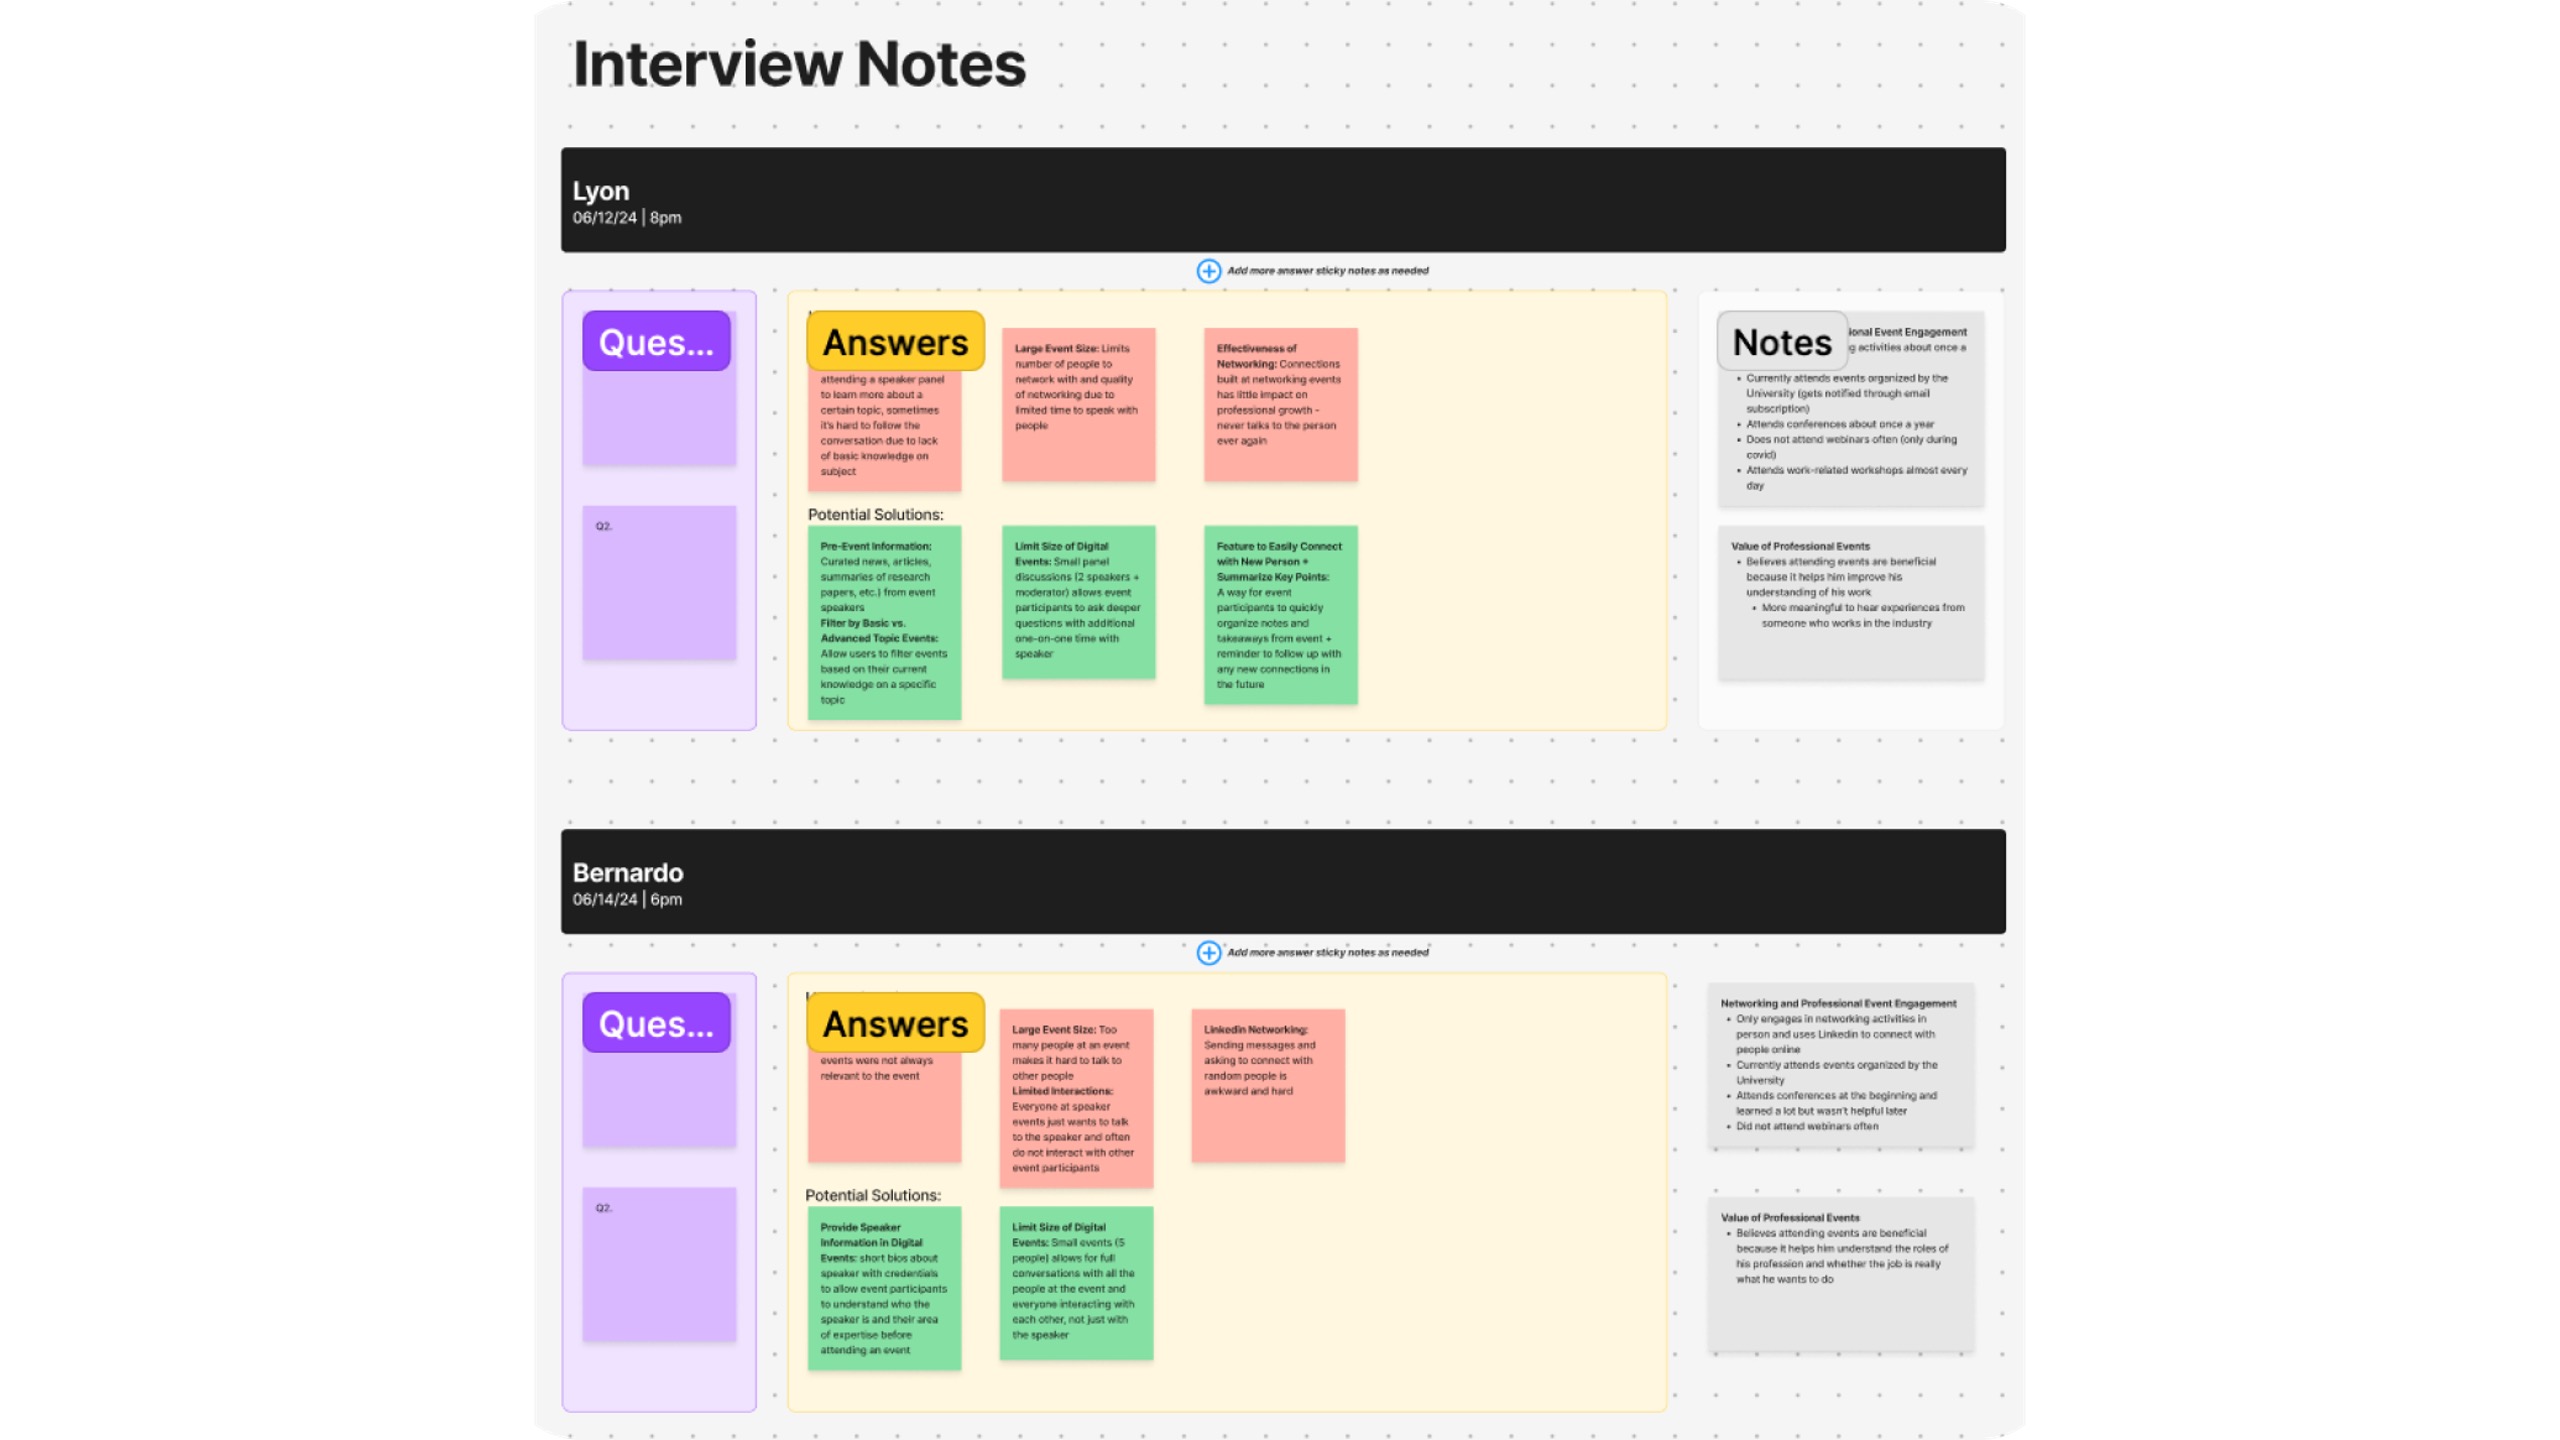 Interview Notes
Lyon
06/12/24 | 8pm
Add more answer sticky notes as needed
Ques...
Q2.
Answers
attending a speaker panel
to learn more about a
certain topic, sometimes
it's hard to follow the
conversation due to lack
of basic knowledge on
subject
Large Event Size: Limits
number of people to
network with and quality
of networking due to
limited time to speak with
people
Effectiveness of
Networking: Connections
built at networking events
has little impact on
professional growth -
never talks to the person
ever again
Potential Solutions:
Pre-Event Information:
Curated news, articles,
summaries of research
papers, etc.) from event
speakers
Filter by Basic vs.
Advanced Topic Events:
Allow users to filter events
based on their current
knowledge on a specific
topic
Limit Size of Digital
Events: Small panel
discussions (2 speakers +
moderator) allows event
participants to ask deeper
questions with additional
one-on-one time with
speaker
Feature to Easily Connect
with New Person +
Summarize Key Points:
A way for event
participants to quickly
organize notes and
takeaways from event +
reminder to follow up with
any new connections in
the future
Notes
Event Engagement
activities about once a
• Currently attends events organized by the
University (gets notified through email
subscription)
• Attends conferences about once a year
• Does not attend webinars often (only during
covid)
• Attends work-related workshops almost every
day
Value of Professional Events
• Believes attending events are beneficial
because it helps him improve his
understanding of his work
• More meaningful to hear experiences from
someone who works in the industry
Bernardo
06/14/24 | 6pm
Add more answer sticky notes as needed
Ques...
Q2.
Answers
events were not always
relevant to the event
Large Event Size: Too
many people at an event
makes it hard to talk to
other people
Limited Interactions:
Everyone at speaker
events just wants to talk
to the speaker and often
do not interact with other
event participants
Linkedin Networking:
Sending messages and
asking to connect with
random people is
awkward and hard
Potential Solutions:
Provide Speaker
Information in Digital
Events: short bios about
speaker with credentials
to allow event participants
to understand who the
speaker is and their area
of expertise before
attending an event
Limit Size of Digital
Events: Small events (5
people) allows for full
conversations with all the
people at the event and
everyone interacting with
each other, not just with
the speaker
Networking and Professional Event Engagement
• Only engages in networking activities in
person and uses Linkedin to connect with
people online
• Currently attends events organized by the
University
• Attends conferences at the beginning and
learned a lot but wasn't helpful later
• Did not attend webinars often
Value of Professional Events
• Believes attending events are beneficial
because it helps him understand the roles of
his profession and whether the job is really
what he wants to do